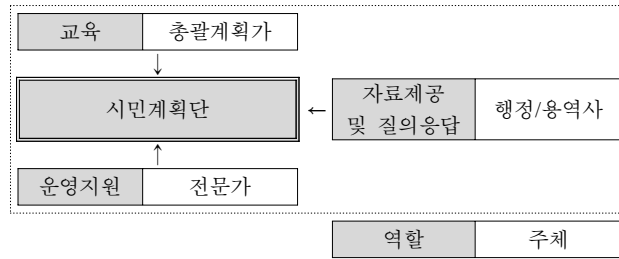 교육 총괄계획가
↓
시민계획단 ← 자료제공 및 질의응답 행정/용역사
↑
운영지원 전문가
역할 주체